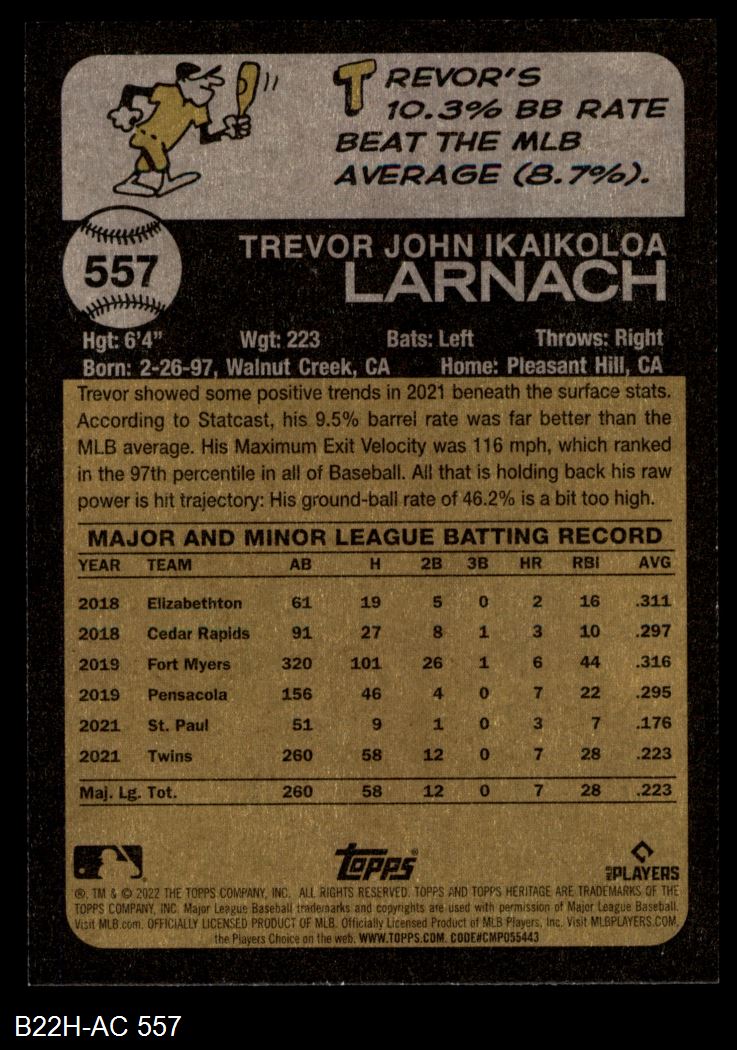 TREVOR'S
10.3% BB RATE
BEAT THE MLB
AVERAGE (8.7%).
557
TREVOR JOHN IKAIKOLOA
LARNACH
Hgt: 6'4" Wgt: 223 Bats: Left Throws: Right
Born: 2-26-97, Walnut Creek, CA Home: Pleasant Hill, CA
Trevor showed some positive trends in 2021 beneath the surface stats.
According to Statcast, his 9.5% barrel rate was far better than the
MLB average. His Maximum Exit Velocity was 116 mph, which ranked
in the 97th percentile in all of Baseball. All that is holding back his raw
power is hit trajectory: His ground-ball rate of 46.2% is a bit too high.
MAJOR AND MINOR LEAGUE BATTING RECORD
YEAR TEAM AB H 2B 3B HR RBI AVG
2018 Elizabethton 61 19 5 0 2 16 .311
2018 Cedar Rapids 91 27 8 1 3 10 .297
2019 Fort Myers 320 101 26 1 6 44 .316
2019 Pensacola 156 46 4 0 7 22 .295
2021 St. Paul 51 9 1 0 3 7 .176
2021 Twins 260 58 12 0 7 28 .223
Maj. Lg. Tot. 260 58 12 0 7 28 .223
TOPPS®
MLB PLAYERS
®, TM & © 2022 THE TOPPS COMPANY, INC. ALL RIGHTS RESERVED. TOPPS AND TOPPS HERITAGE ARE TRADEMARKS OF THE
TOPPS COMPANY, INC. Major League Baseball trademarks and copyrights are used with permission of Major League Baseball.
Visit MLB.com. OFFICIALLY LICENSED PRODUCT OF MLB. Officially Licensed Product of MLB Players, Inc. Visit MLBPLAYERS.COM,
the Players Choice on the web. WWW.TOPPS.COM. CODE#CMP055443
B22H-AC 557